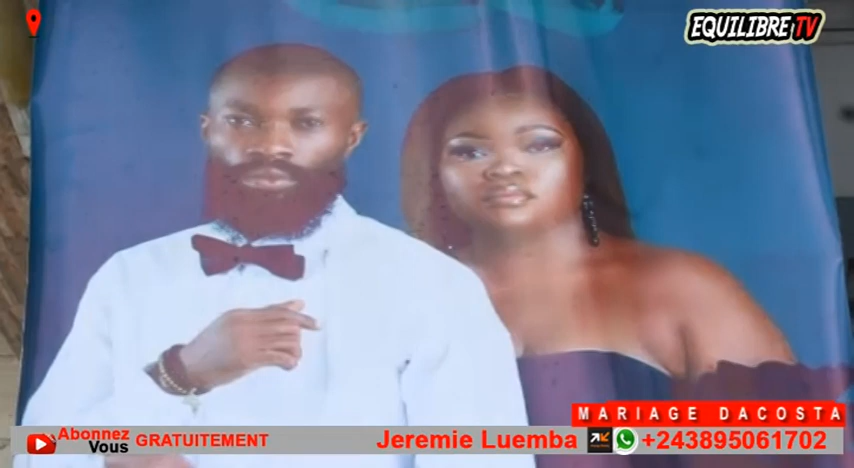 EQUILIBRE TV
MARIAGE DACOSTA
Abonnez
Vous GRATUITEMENT
Jeremie Luemba
+243895061702